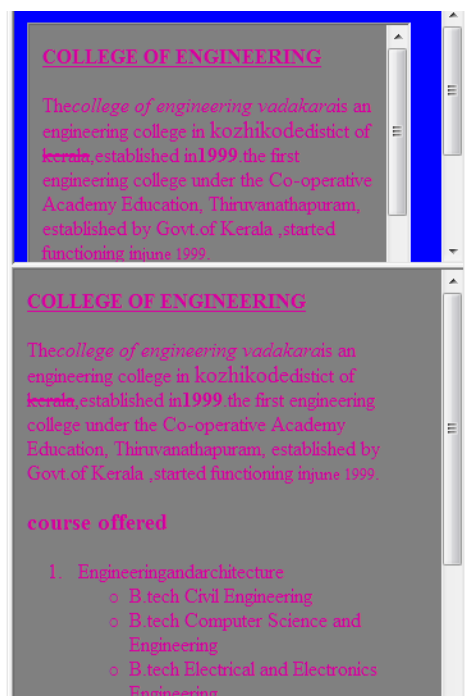 COLLEGE OF ENGINEERING
Thecollege of engineering vadakarais an
engineering college in kozhikodedistict of
kerala,established in1999.the first
engineering college under the Co-operative
Academy Education, Thiruvanathapuram,
established by Govt.of Kerala ,started
functioning injune 1999.
COLLEGE OF ENGINEERING
Thecollege of engineering vadakarais an
engineering college in kozhikodedistict of
kerala,established in1999.the first engineering
college under the Co-operative Academy
Education, Thiruvanathapuram, established by
Govt.of Kerala ,started functioning injune 1999.
course offered
1. Engineeringandarchitecture
○ B.tech Civil Engineering
○ B.tech Computer Science and
Engineering
○ B.tech Electrical and Electronics
Engineering